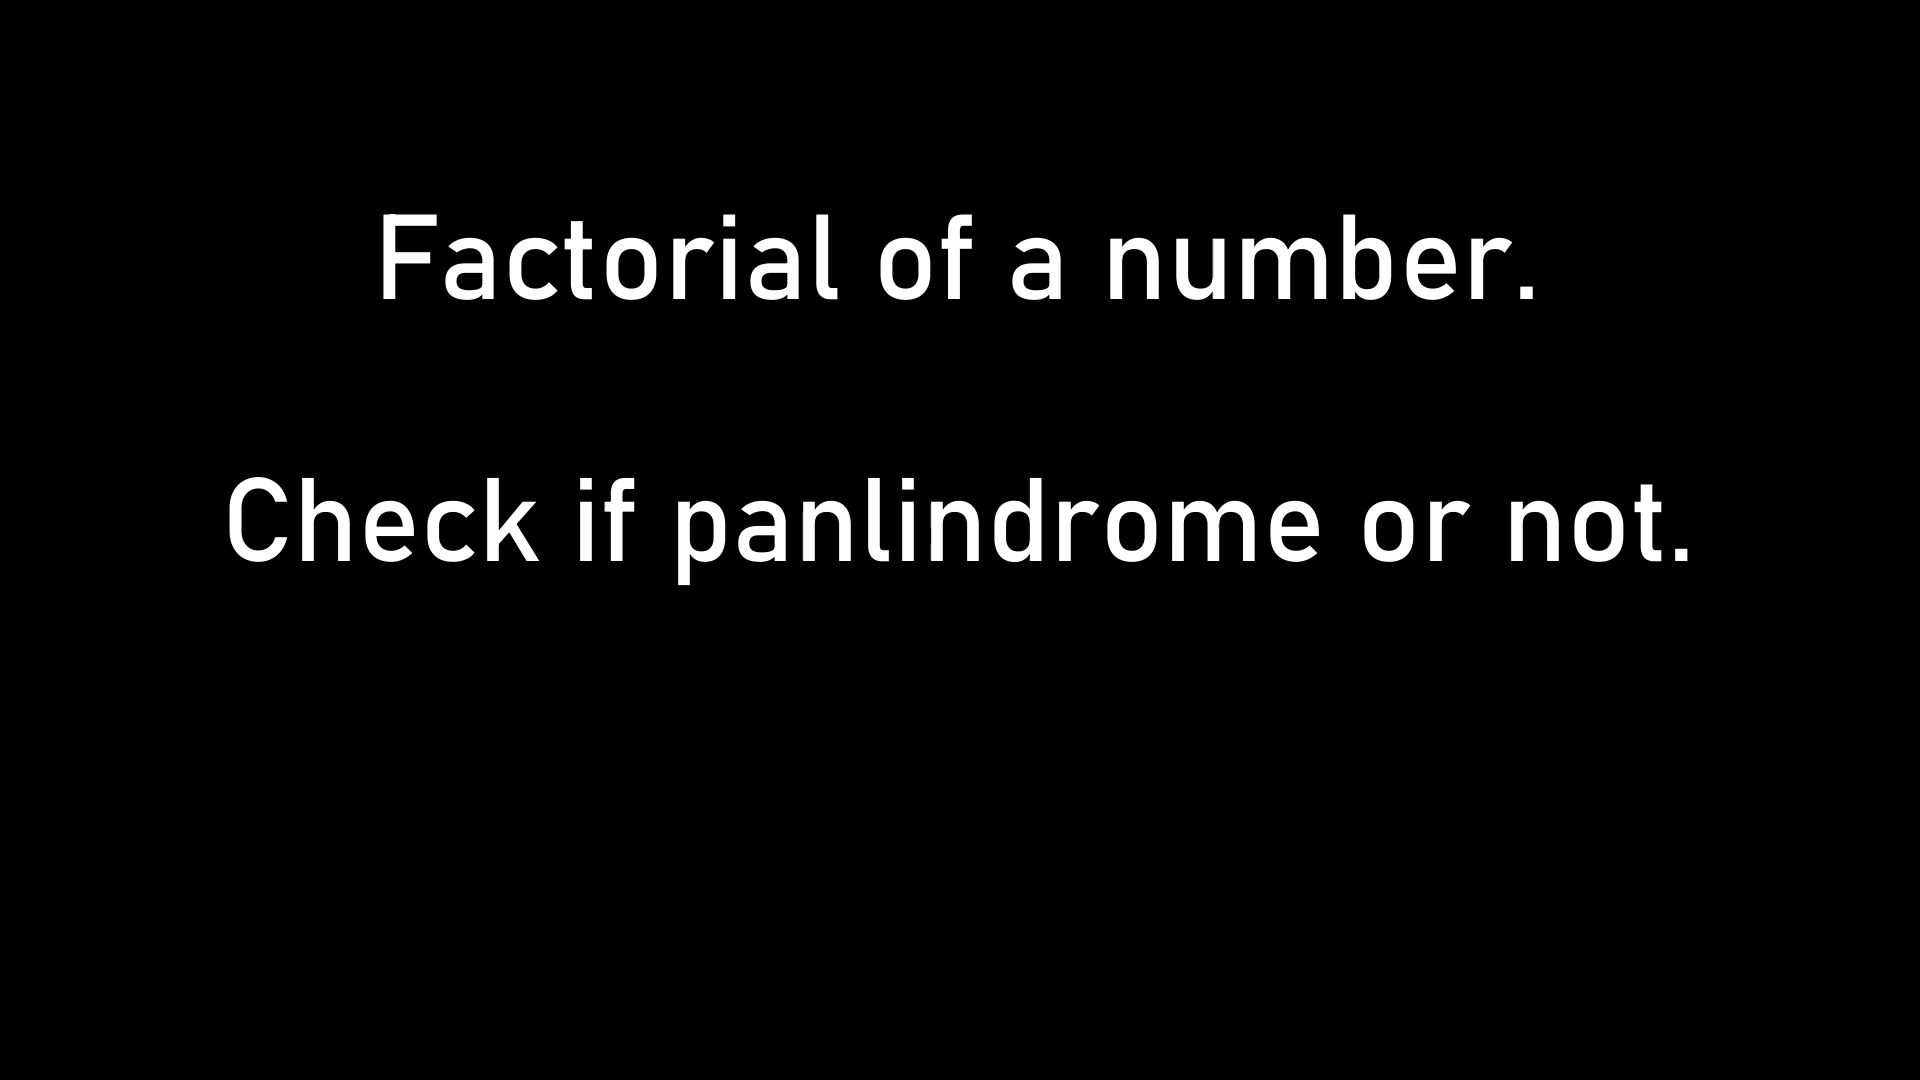 Factorial of a number.
Check if panlindrome or not.